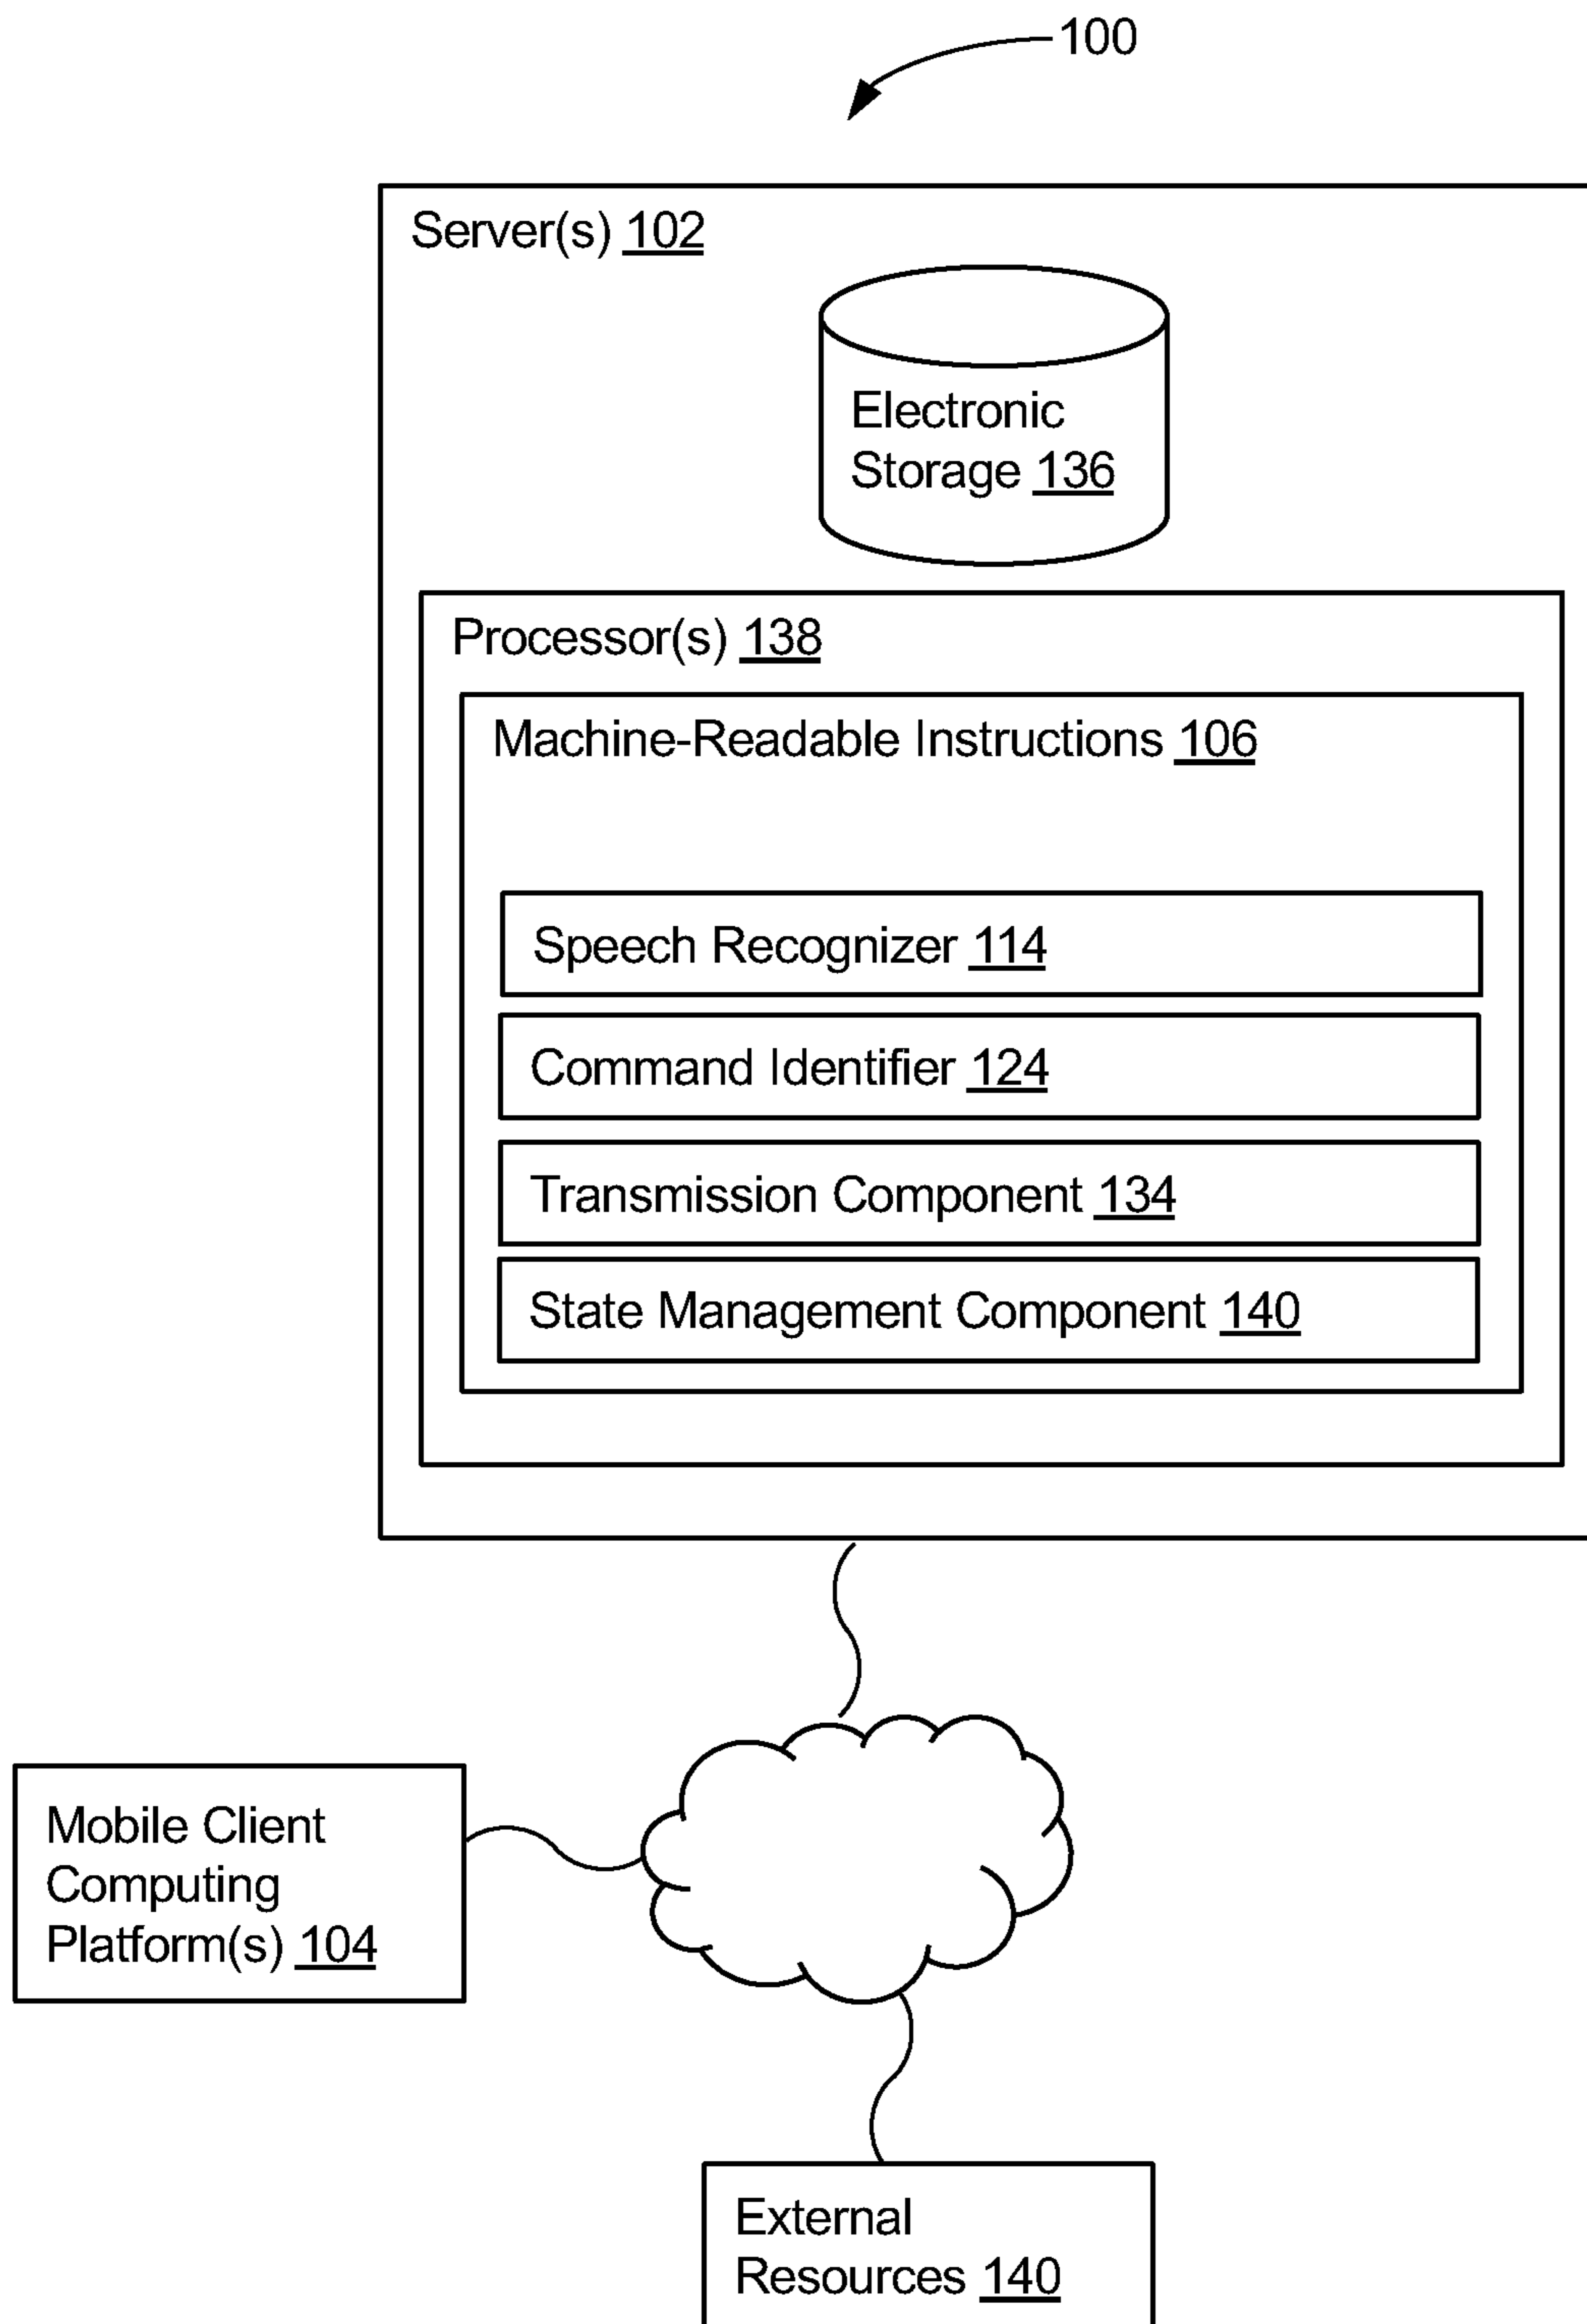 100
Server(s) 102
Electronic
Storage 136
Processor(s) 138
Machine-Readable Instructions 106
Speech Recognizer 114
Command Identifier 124
Transmission Component 134
State Management Component 140
Mobile Client
Computing
Platform(s) 104
External
Resources 140